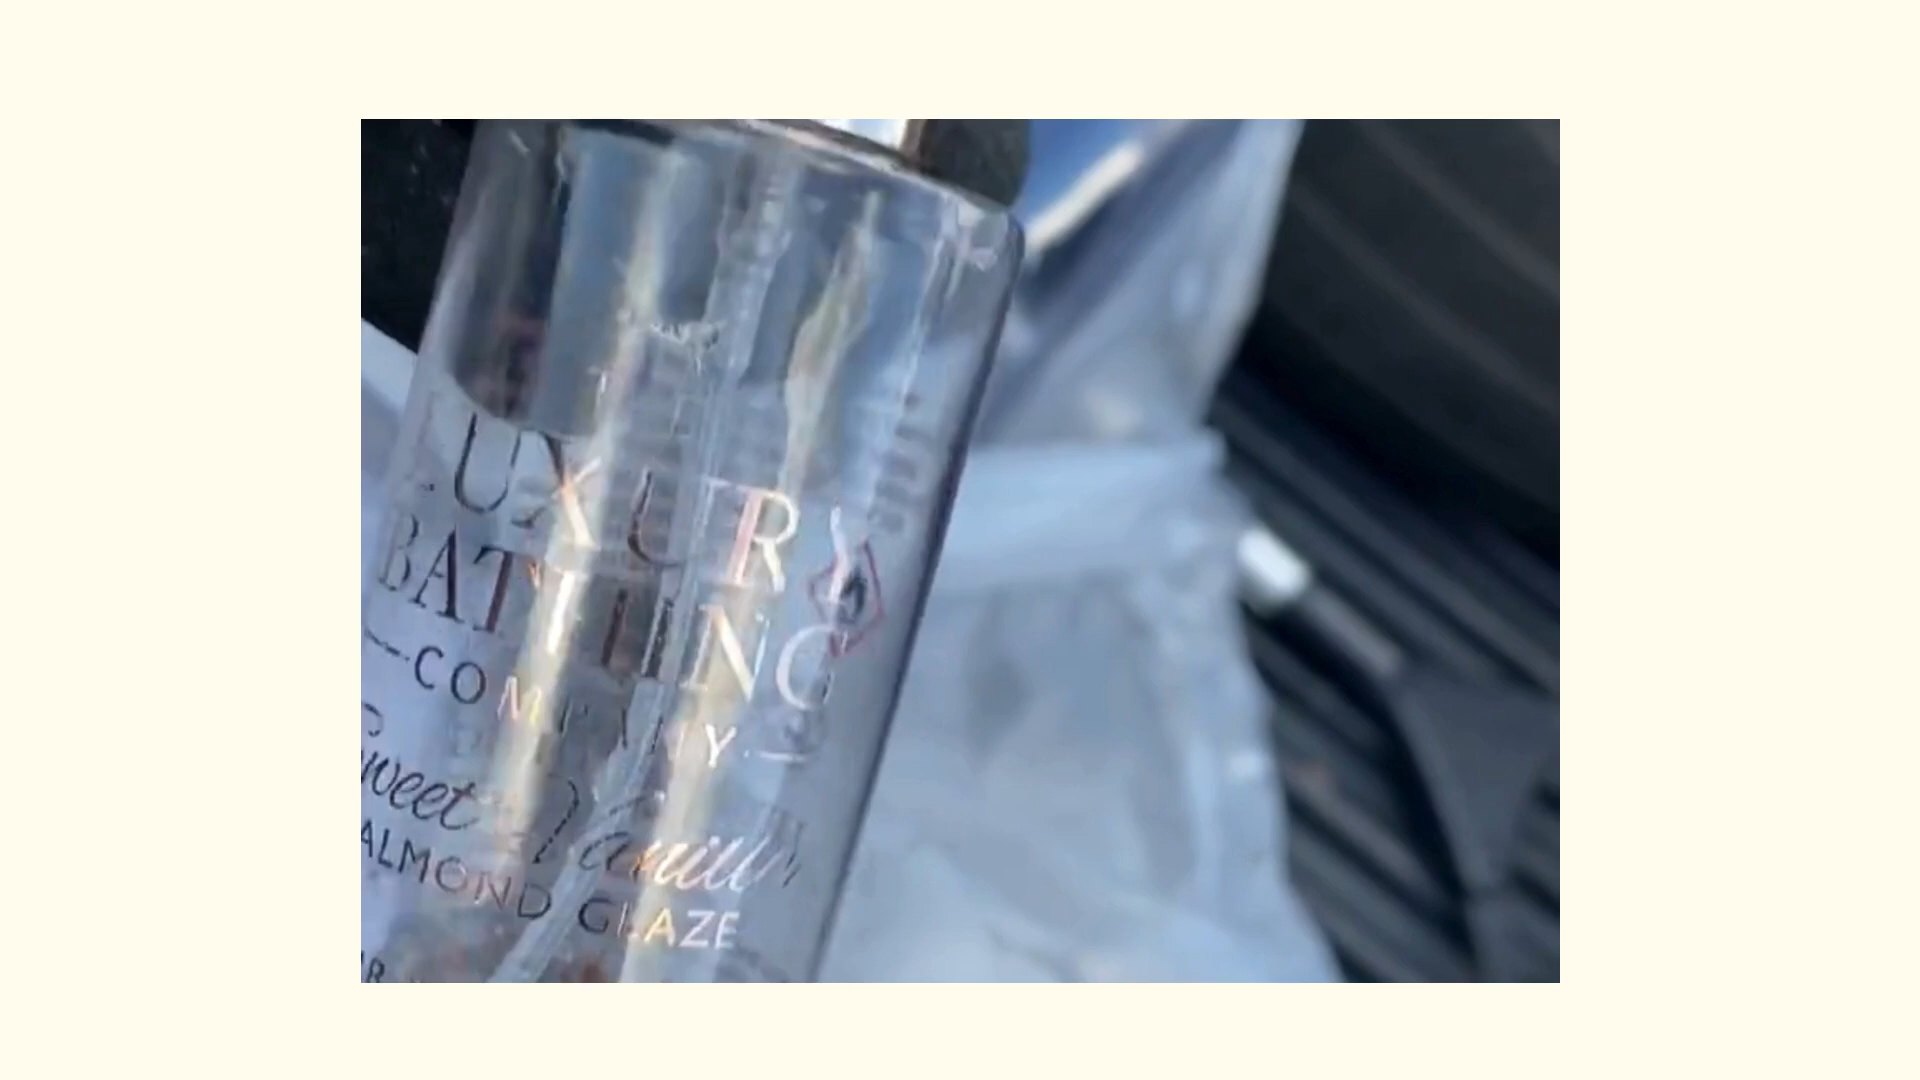 LUXURY
BATHING
—COMPANY—
Sweet Vanilla
ALMOND GLAZE